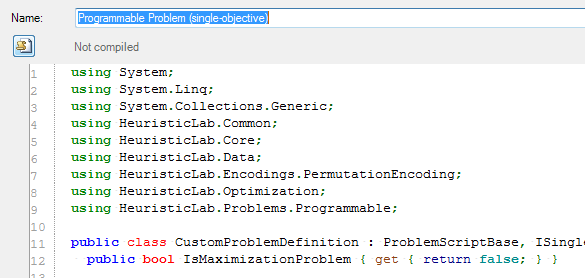 Name: Programmable Problem (single-objective)
Not compiled
1 using System;
2 using System.Linq;
3 using System.Collections.Generic;
4 using HeuristicLab.Common;
5 using HeuristicLab.Core;
6 using HeuristicLab.Data;
7 using HeuristicLab.Encodings.PermutationEncoding;
8 using HeuristicLab.Optimization;
9 using HeuristicLab.Problems.Programmable;
10
11 public class CustomProblemDefinition : ProblemScriptBase, ISingl
12 public bool IsMaximizationProblem { get { return false; } }